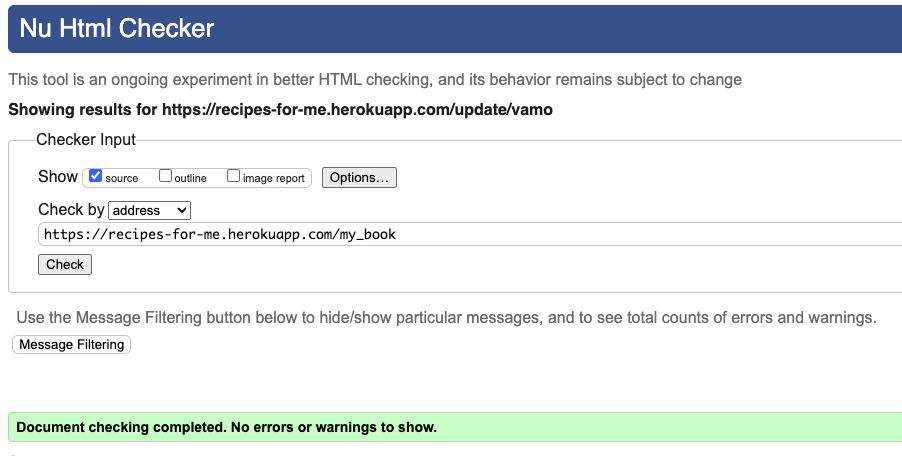 Nu Html Checker
This tool is an ongoing experiment in better HTML checking, and its behavior remains subject to change
Showing results for https://recipes-for-me.herokuapp.com/update/vamo
Checker Input
Show source outline image report Options...
Check by address
https://recipes-for-me.herokuapp.com/my_book
Check
Use the Message Filtering button below to hide/show particular messages, and to see total counts of errors and warnings.
Message Filtering
Document checking completed. No errors or warnings to show.